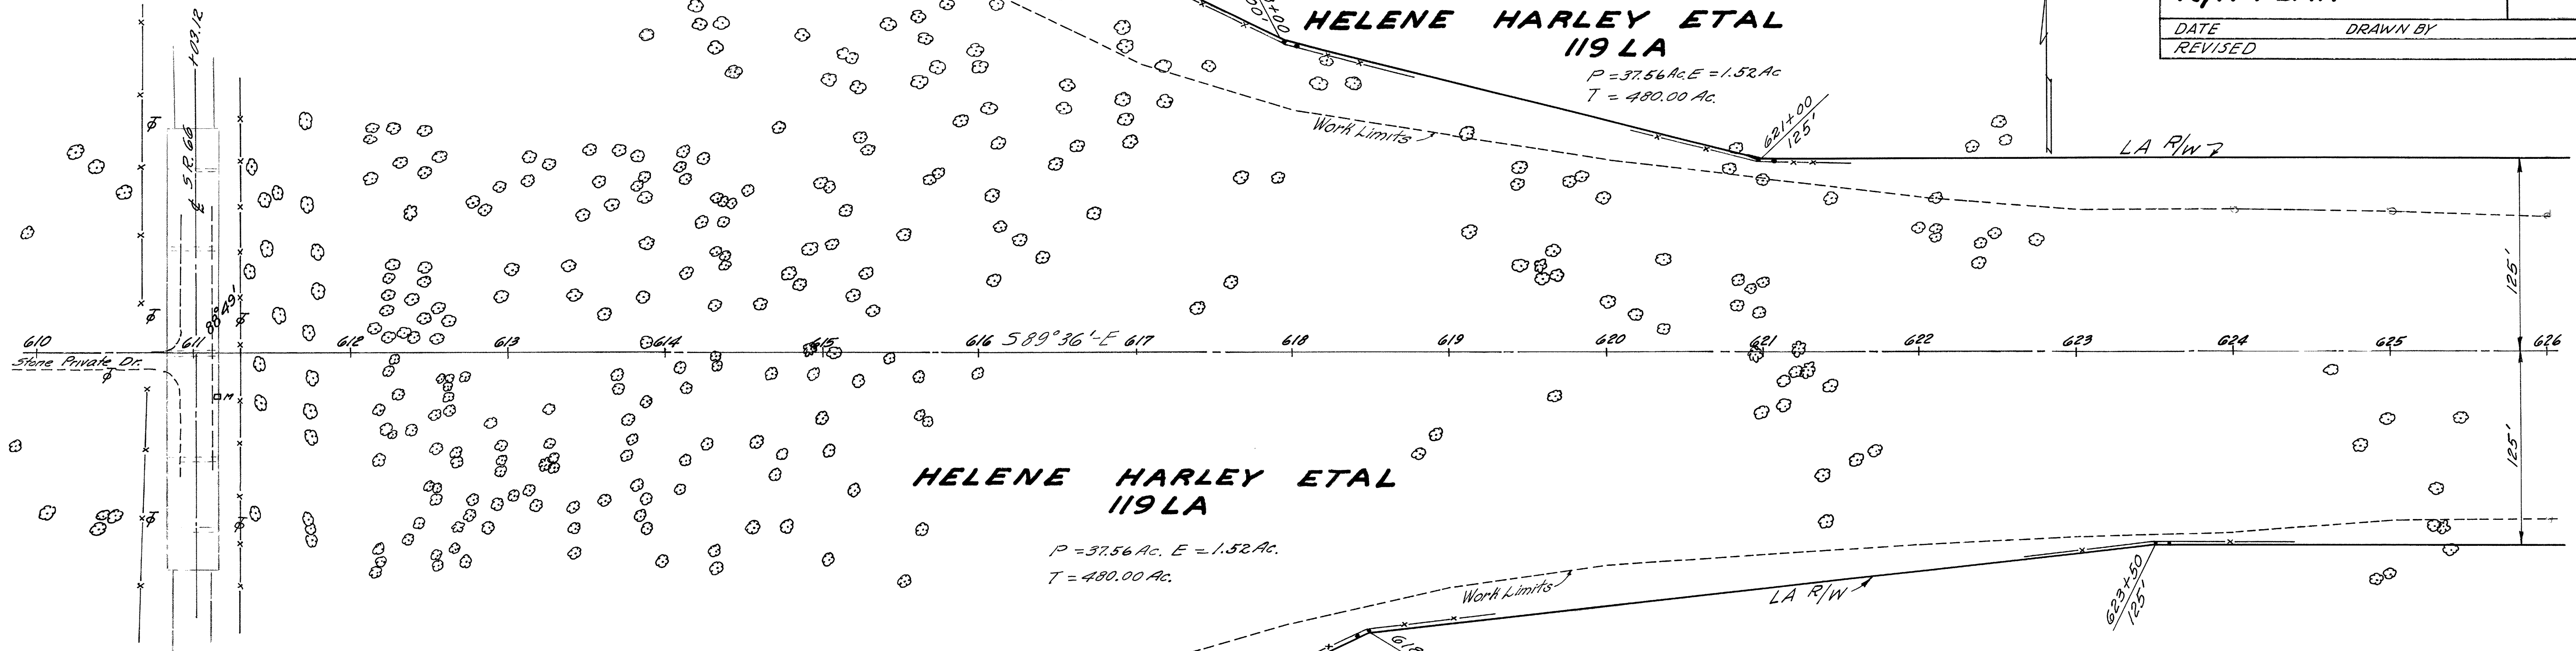 HELENE HARLEY ETAL
119 LA
P = 37.56 Ac. E = 1.52 Ac
T = 480.00 Ac.
DATE DRAWN BY
REVISED
+03.12
℄ S.R. 66
88°49'
Work Limits
621+00
125'
LA R/W
125'
610 611 612 613 614 615 616 S 89° 36'-E 617 618 619 620 621 622 623 624 625 626
Stone Private Dr.
M
125'
HELENE HARLEY ETAL
119 LA
P = 37.56 Ac. E = 1.52 Ac.
T = 480.00 Ac.
Work Limits
LA R/W
623+50
125'